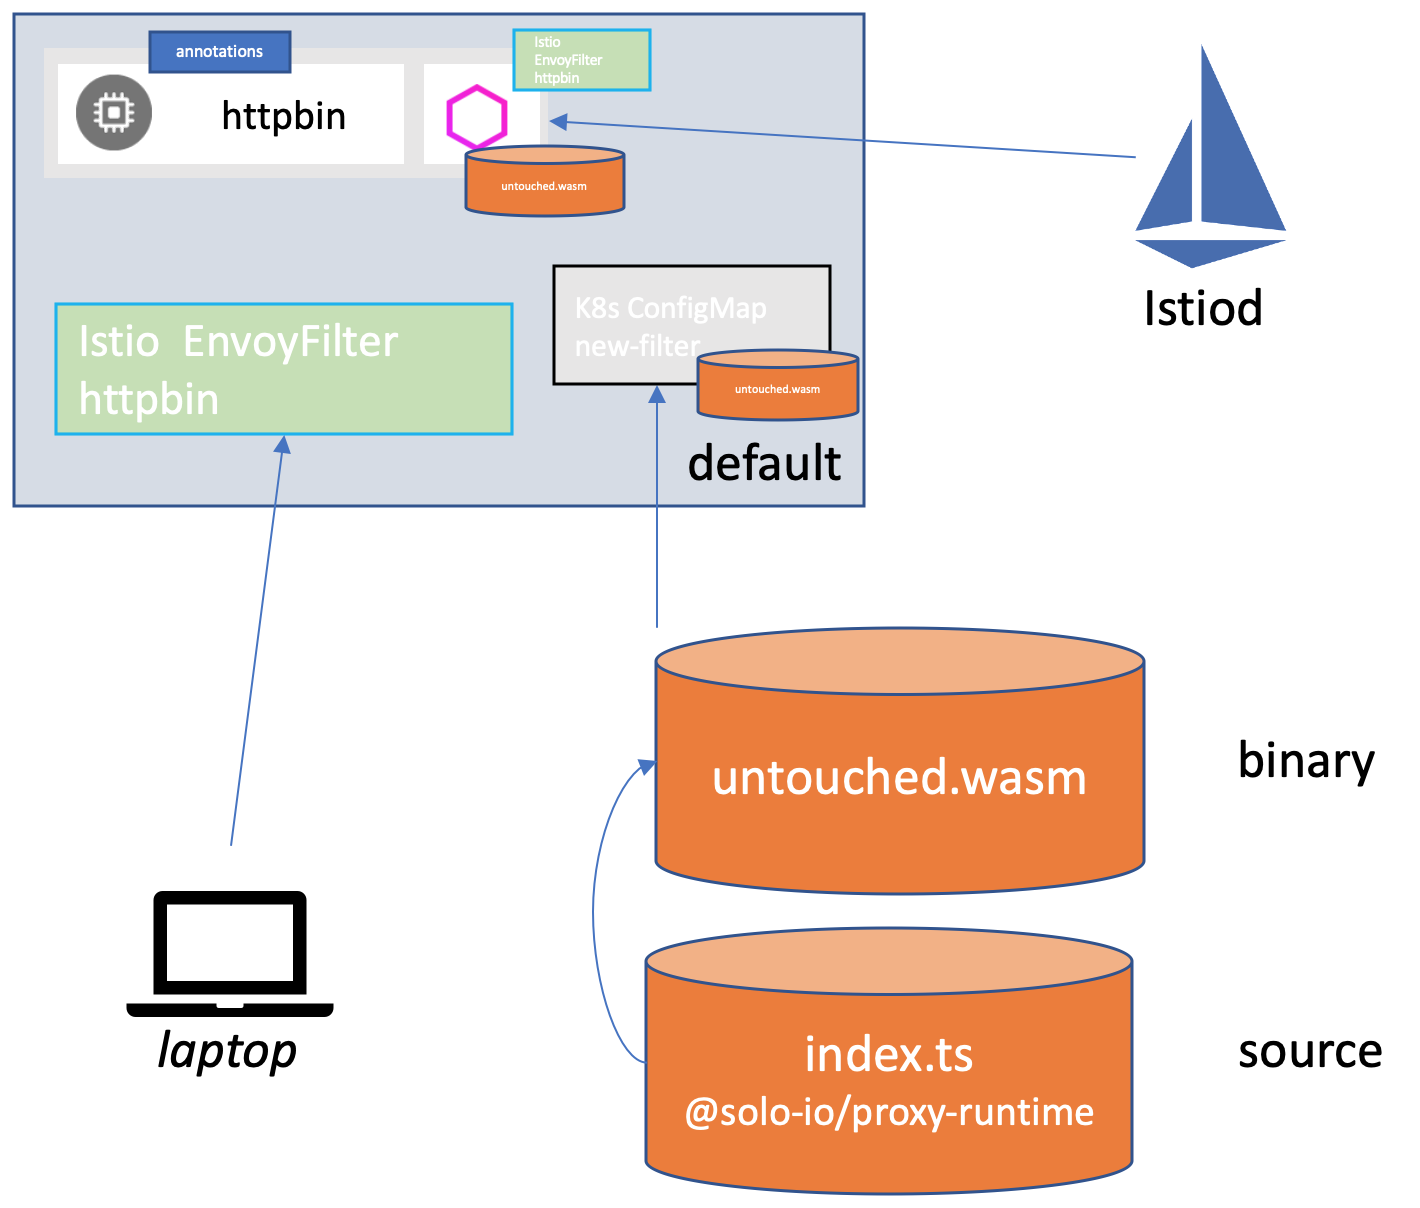 annotations
Istio
EnvoyFilter
httpbin
httpbin
untouched.wasm
Istiod
K8s ConfigMap
new-filter
Istio  EnvoyFilter
httpbin
untouched.wasm
default
untouched.wasm
binary
laptop
index.ts
@solo-io/proxy-runtime
source